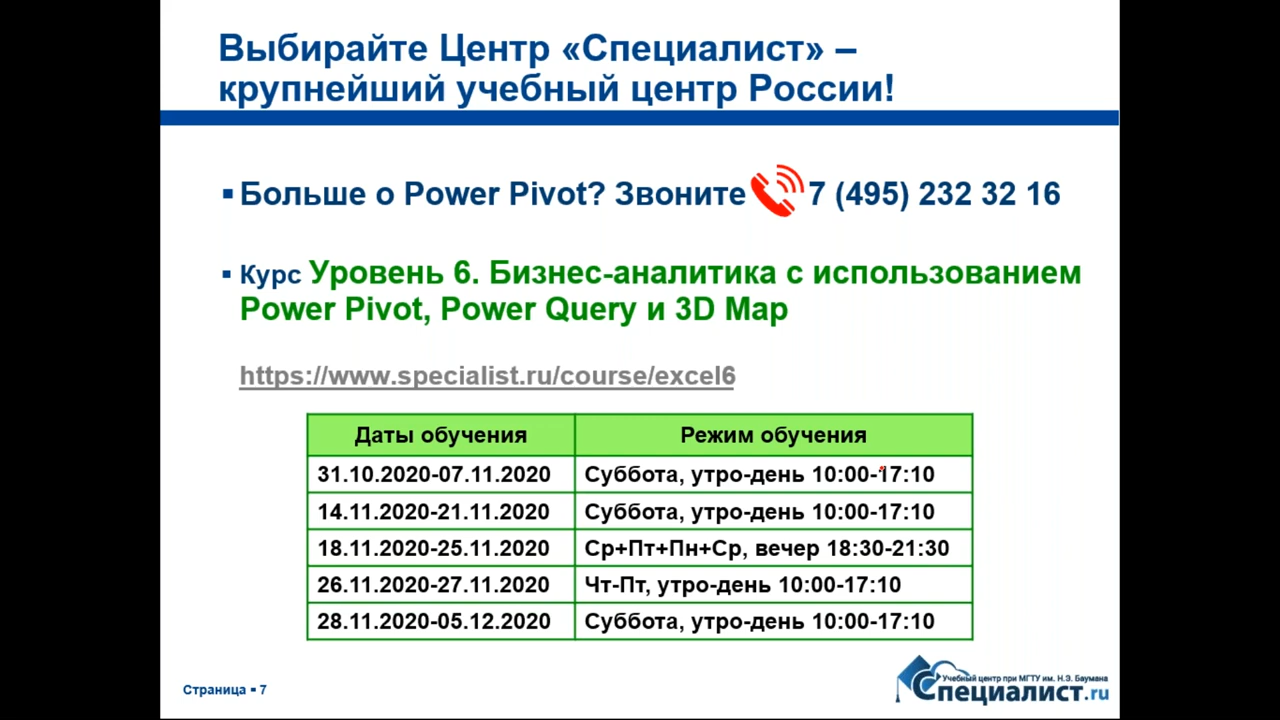 Выбирайте Центр «Специалист» –
крупнейший учебный центр России!
▪ Больше о Power Pivot? Звоните 7 (495) 232 32 16
▪ Курс Уровень 6. Бизнес-аналитика с использованием
Power Pivot, Power Query и 3D Map
https://www.specialist.ru/course/excel6
Даты обучения Режим обучения
31.10.2020-07.11.2020 Суббота, утро-день 10:00-17:10
14.11.2020-21.11.2020 Суббота, утро-день 10:00-17:10
18.11.2020-25.11.2020 Ср+Пт+Пн+Ср, вечер 18:30-21:30
26.11.2020-27.11.2020 Чт-Пт, утро-день 10:00-17:10
28.11.2020-05.12.2020 Суббота, утро-день 10:00-17:10
Страница ▪ 7
Учебный центр при МГТУ им. Н.Э. Баумана
Специалист.ru